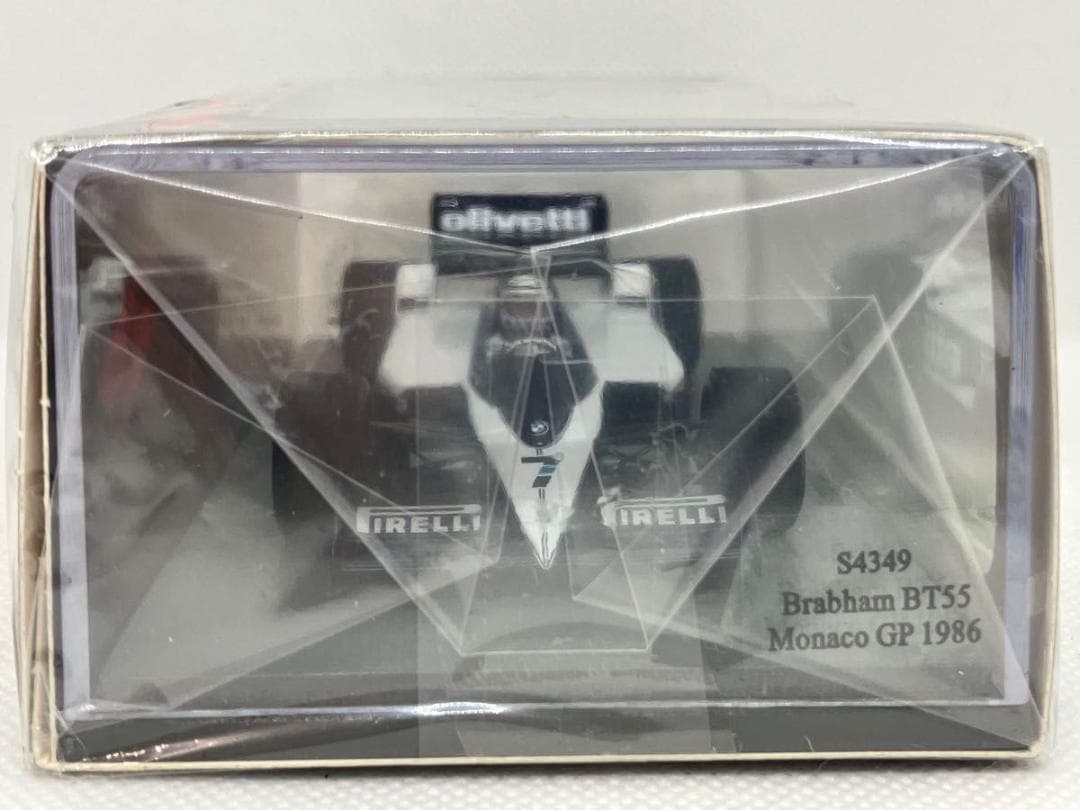 olivetti
7
PIRELLI
PIRELLI
S4349
Brabham BT55
Monaco GP 1986